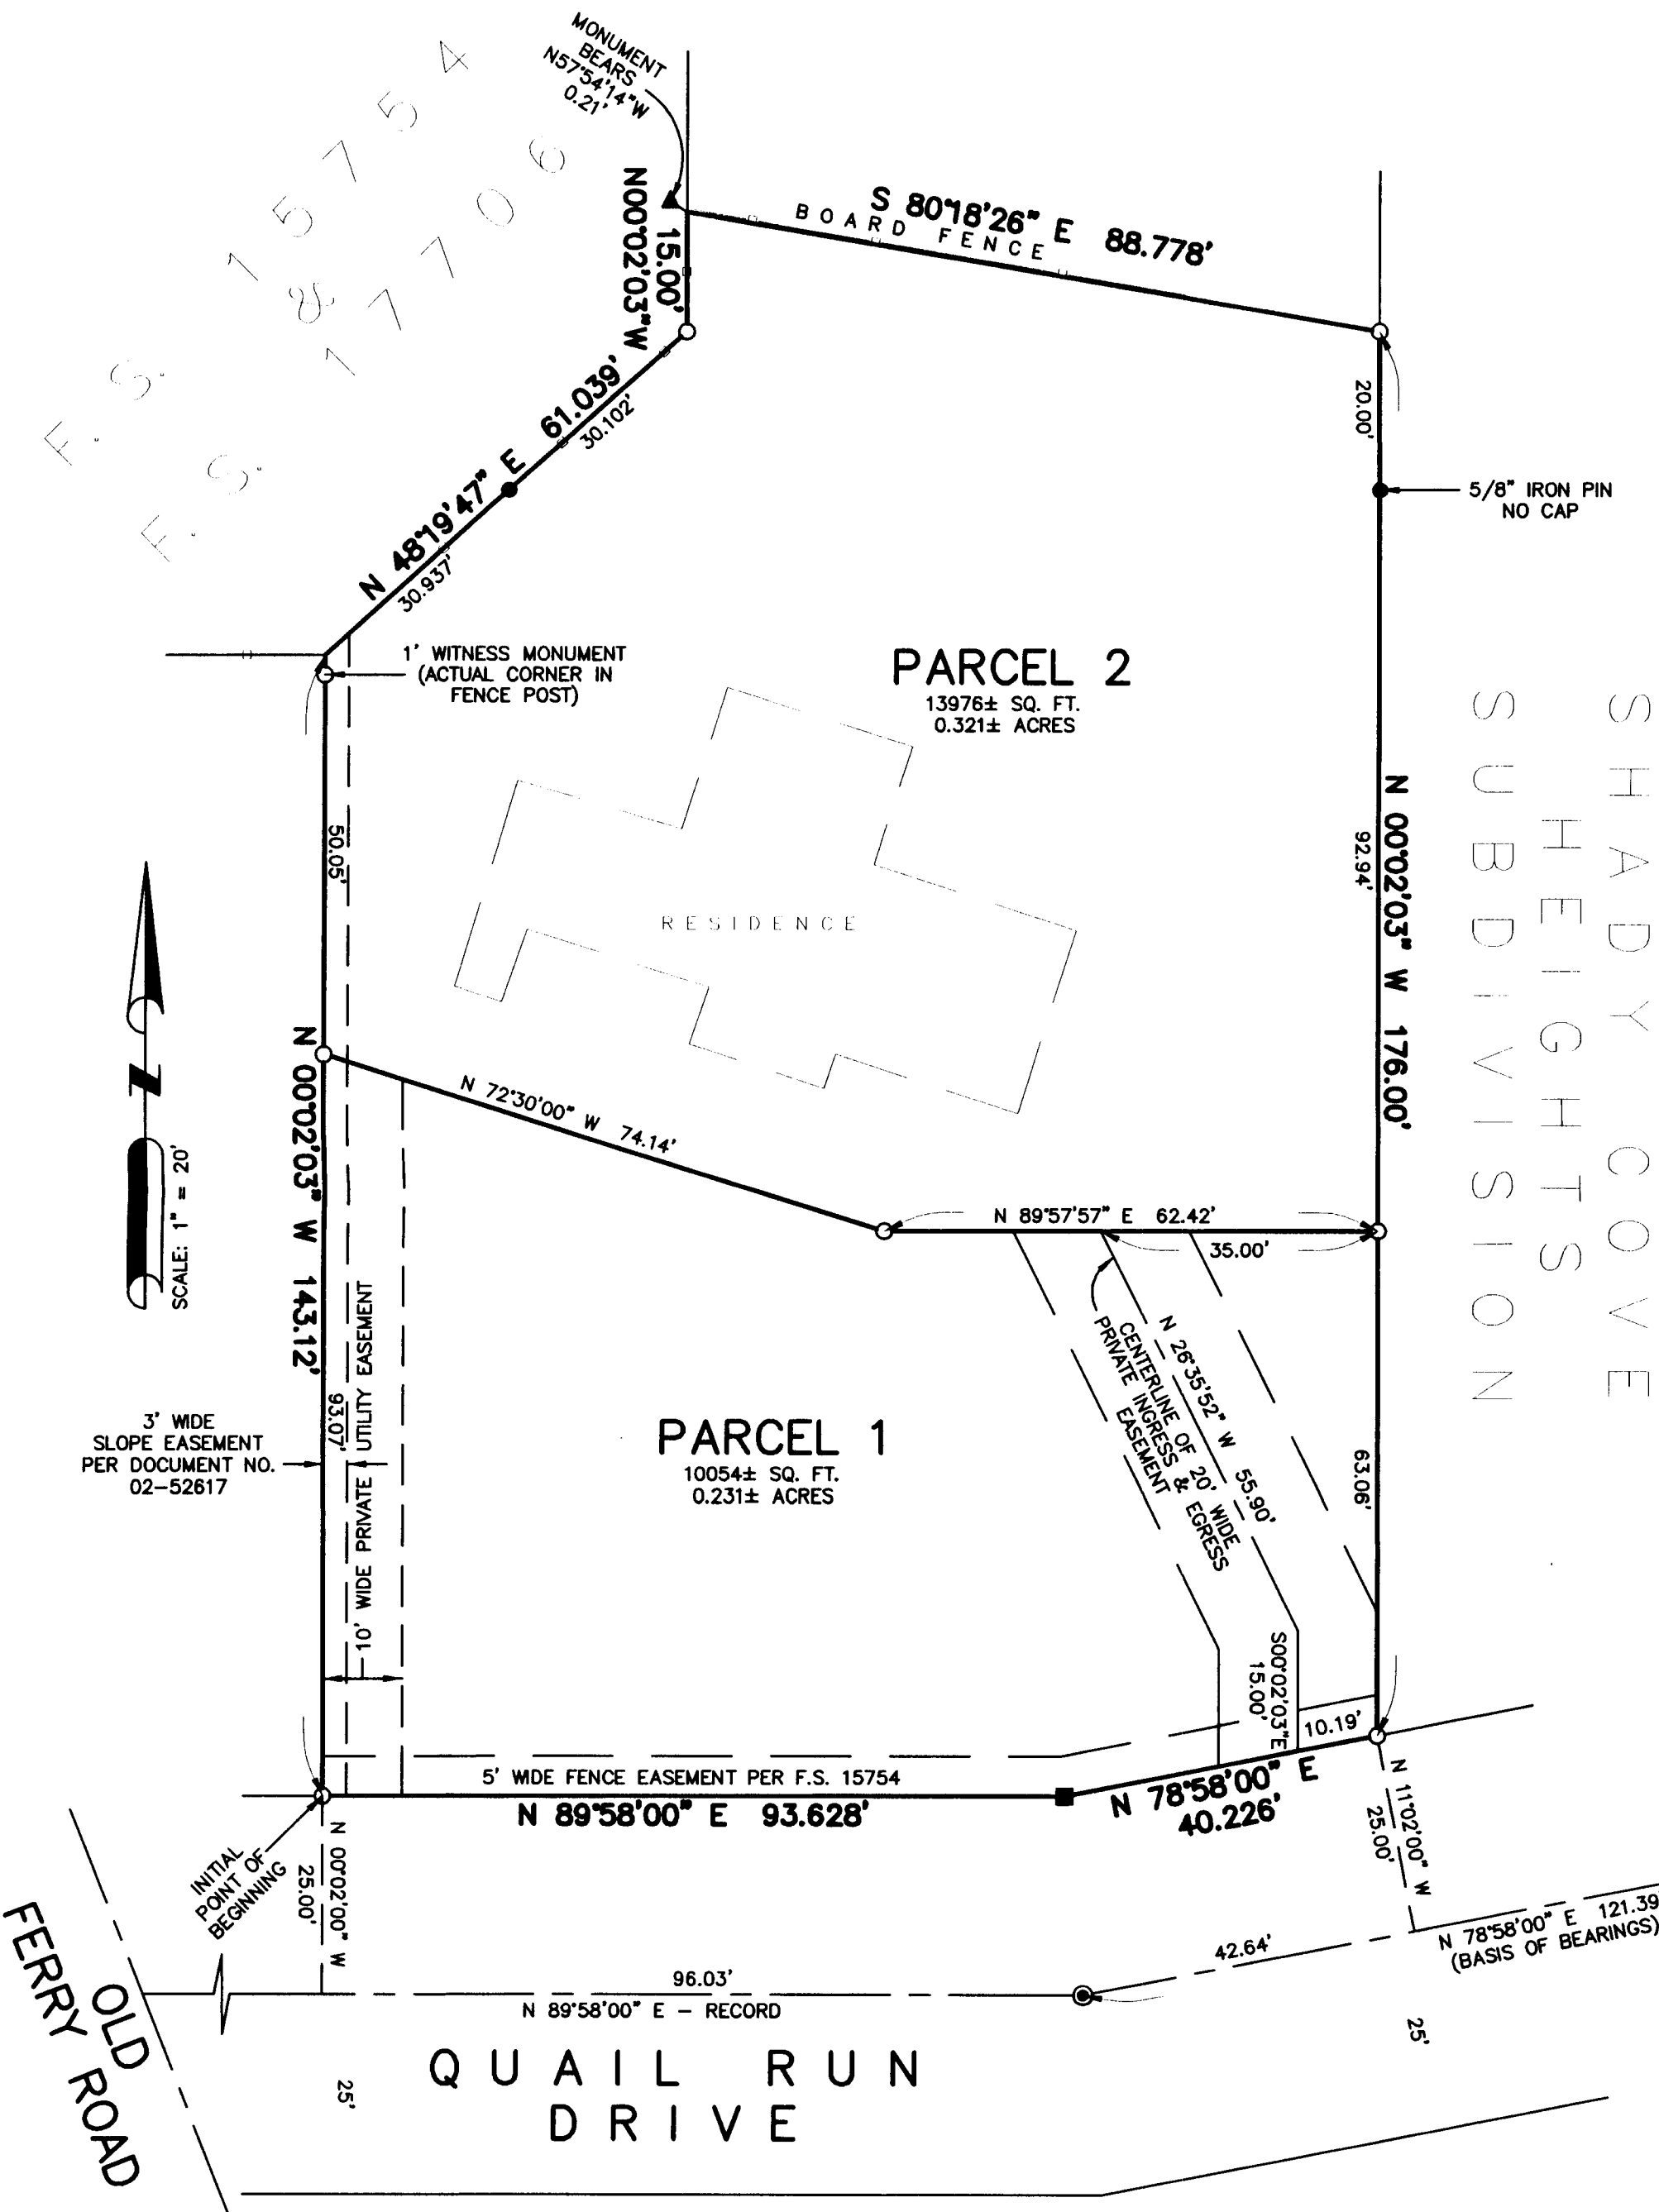 MONUMENT
BEARS
N57°54'14"W
0.21'
F. S. 15754
&
F. S. 17706
N00°02'03"W
15.00'
S 80°18'26" E 88.778'
BOARD FENCE
N 48°19'47" E 61.039'
30.102'
30.937'
20.00'
5/8" IRON PIN
NO CAP
1' WITNESS MONUMENT
(ACTUAL CORNER IN
FENCE POST)
PARCEL 2
13976± SQ. FT.
0.321± ACRES
SHADY COVE
HEIGHTS
SUBDIVISION
N 00°02'03" W 176.00'
92.94'
50.05'
RESIDENCE
N
SCALE: 1" = 20'
N 00°02'03" W 143.12'
93.07'
N 72°30'00" W 74.14'
N 89°57'57" E 62.42'
35.00'
N 26°35'52" W 55.90'
CENTERLINE OF 20' WIDE
PRIVATE INGRESS & EGRESS
EASEMENT
63.06'
3' WIDE
SLOPE EASEMENT
PER DOCUMENT NO.
02-52617
10' WIDE PRIVATE UTILITY EASEMENT
PARCEL 1
10054± SQ. FT.
0.231± ACRES
S00°02'03"E
15.00'
10.19'
5' WIDE FENCE EASEMENT PER F.S. 15754
N 89°58'00" E 93.628'
N 78°58'00" E
40.226'
N 11°02'00" W
25.00'
INITIAL
POINT OF
BEGINNING
N 00°02'00" W
25.00'
N 78°58'00" E 121.39
(BASIS OF BEARINGS)
42.64'
96.03'
N 89°58'00" E - RECORD
25'
25'
QUAIL RUN
DRIVE
OLD
FERRY ROAD